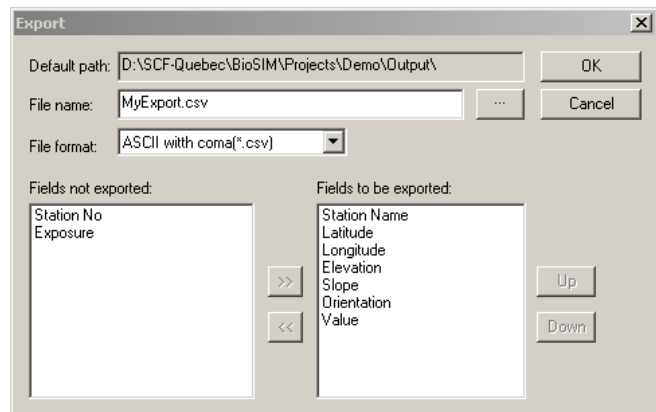 Export
Default path: D:\SCF-Quebec\BioSIM\Projects\Demo\Output\ OK
File name: MyExport.csv ... Cancel
File format: ASCII witth coma(*.csv)
Fields not exported: Fields to be exported:
Station No
Exposure
>>
<<
Station Name
Latitude
Longitude
Elevation
Slope
Orientation
Value
Up
Down